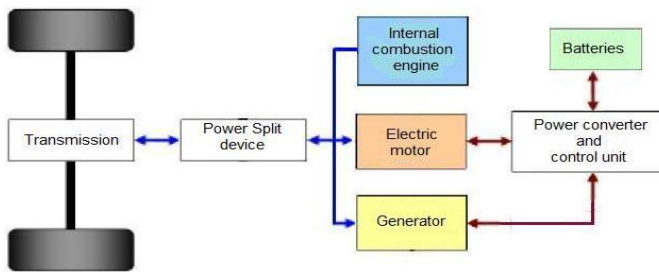 Internal
combustion
engine
Batteries
Transmission
Power Split
device
Electric
motor
Power converter
and
control unit
Generator